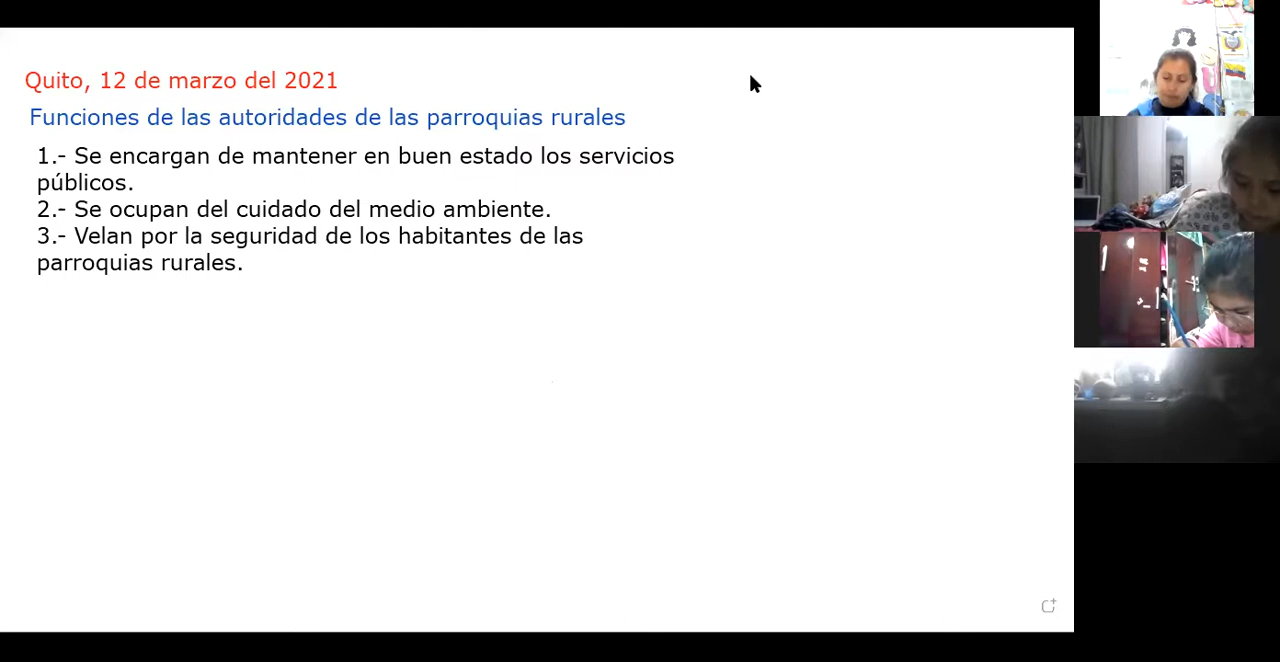 Quito, 12 de marzo del 2021
Funciones de las autoridades de las parroquias rurales
1.- Se encargan de mantener en buen estado los servicios
públicos.
2.- Se ocupan del cuidado del medio ambiente.
3.- Velan por la seguridad de los habitantes de las
parroquias rurales.